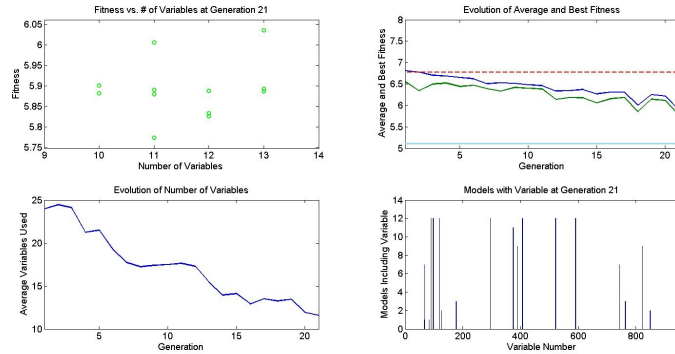 Fitness vs. # of Variables at Generation 21
6.05
6
5.95
5.9
5.85
5.8
5.75
Fitness
9 10 11 12 13 14
Number of Variables
Evolution of Average and Best Fitness
8
7.5
7
6.5
6
5.5
5
Average and Best Fitness
5 10 15 20
Generation
Evolution of Number of Variables
25
20
15
10
Average Variables Used
5 10 15 20
Generation
Models with Variable at Generation 21
14
12
10
8
6
4
2
0
Models Including Variable
0 200 400 600 800
Variable Number